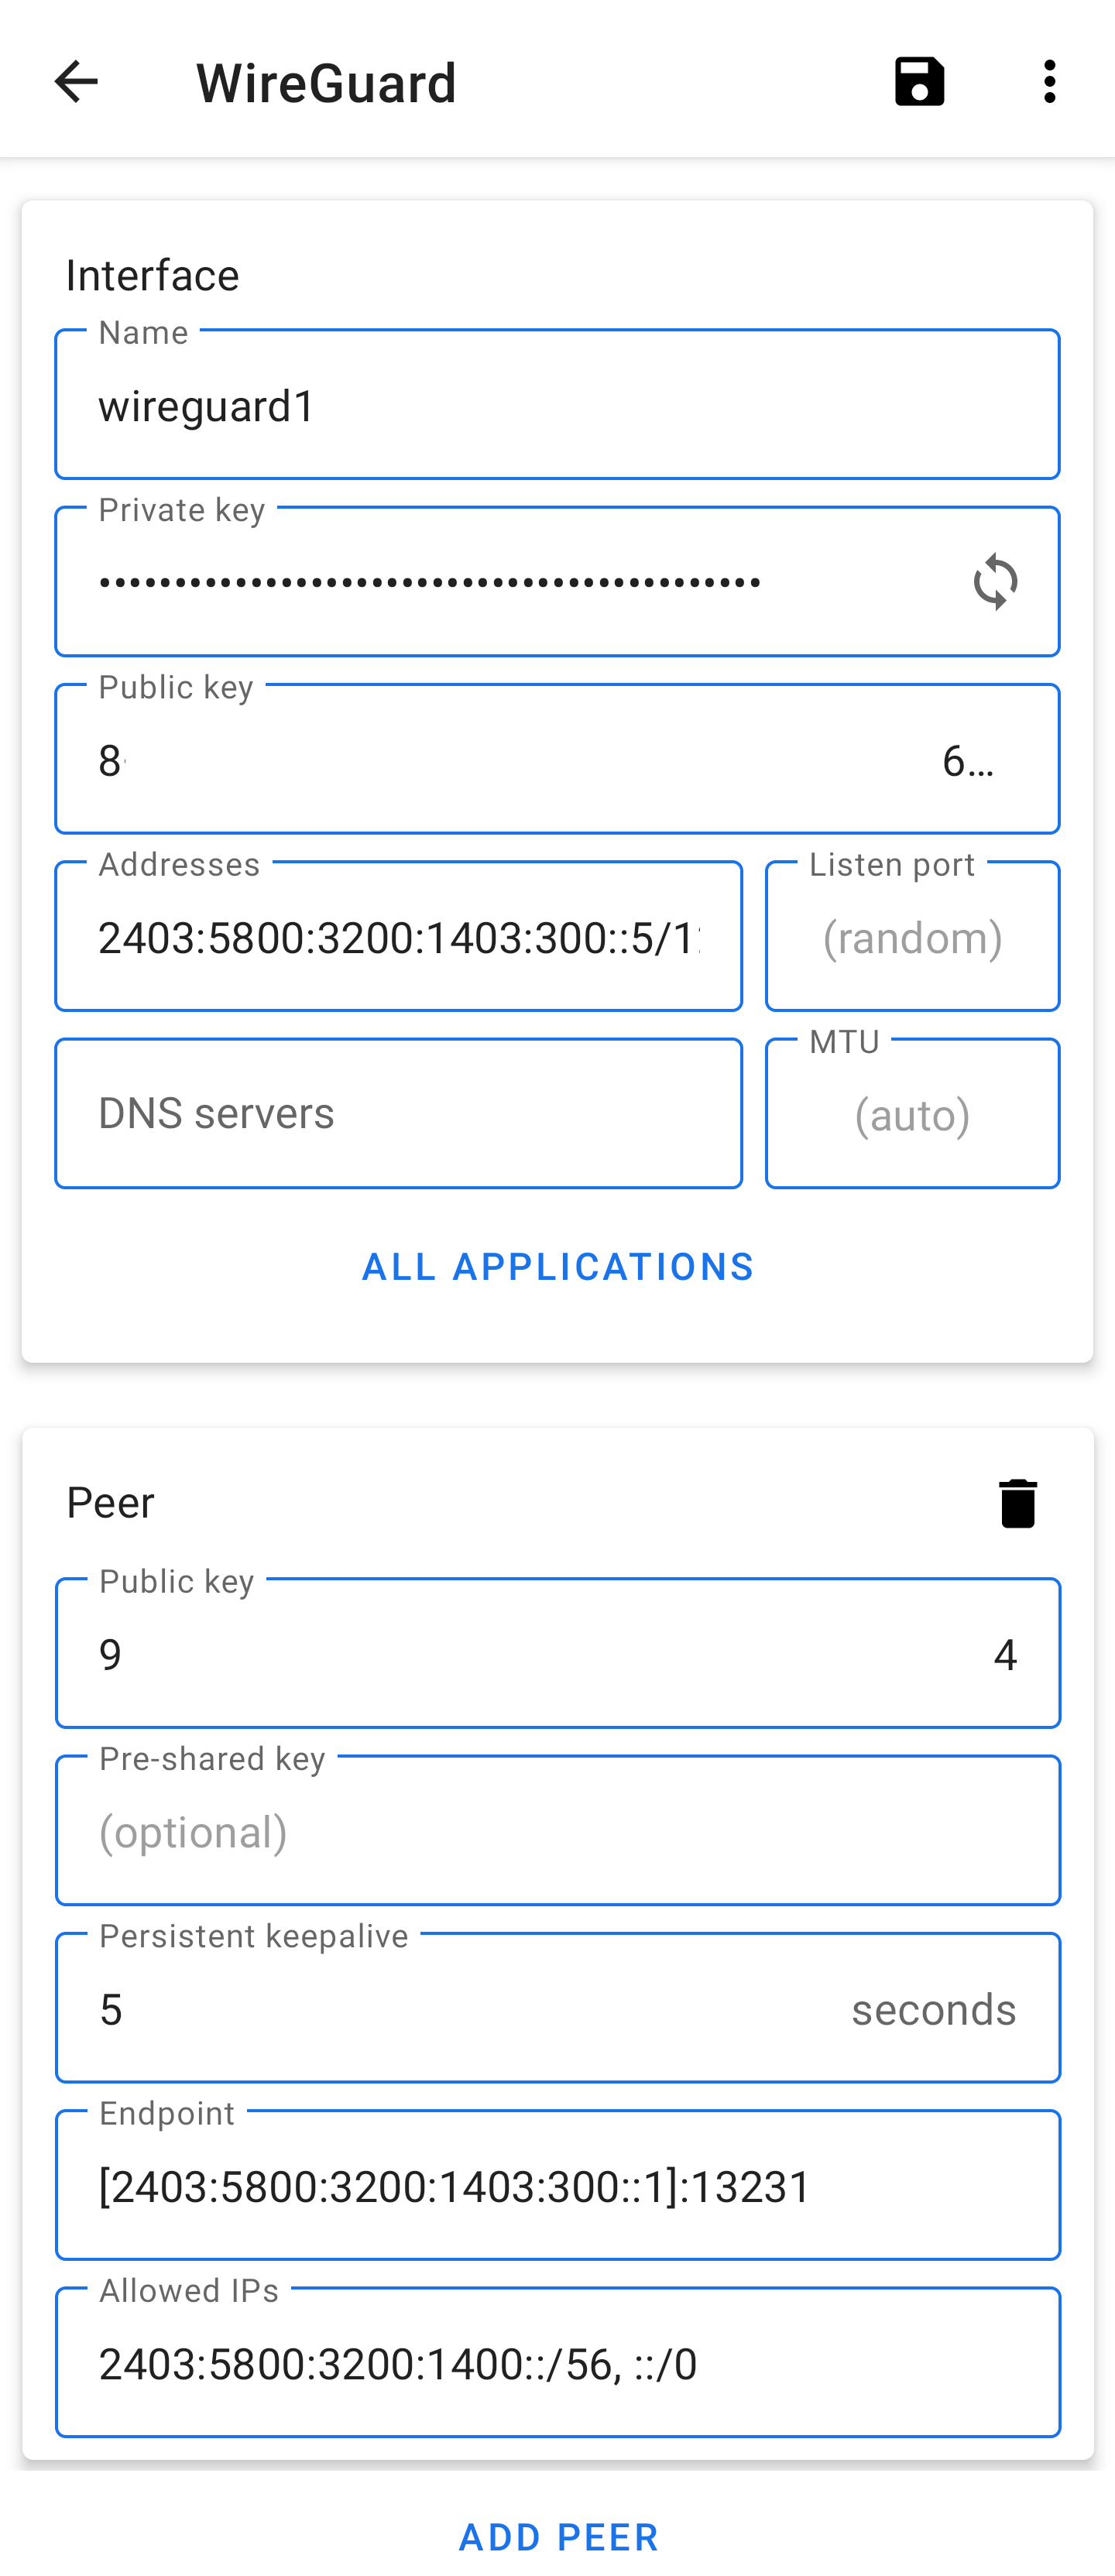 WireGuard
Interface
Name
wireguard1
Private key
••••••••••••••••••••••••••••••••••••••••••••
Public key
8 6…
Addresses
Listen port
2403:5800:3200:1403:300::5/1
(random)
MTU
DNS servers
(auto)
ALL APPLICATIONS
Peer
Public key
9 4
Pre-shared key
(optional)
Persistent keepalive
5 seconds
Endpoint
[2403:5800:3200:1403:300::1]:13231
Allowed IPs
2403:5800:3200:1400::/56, ::/0
ADD PEER